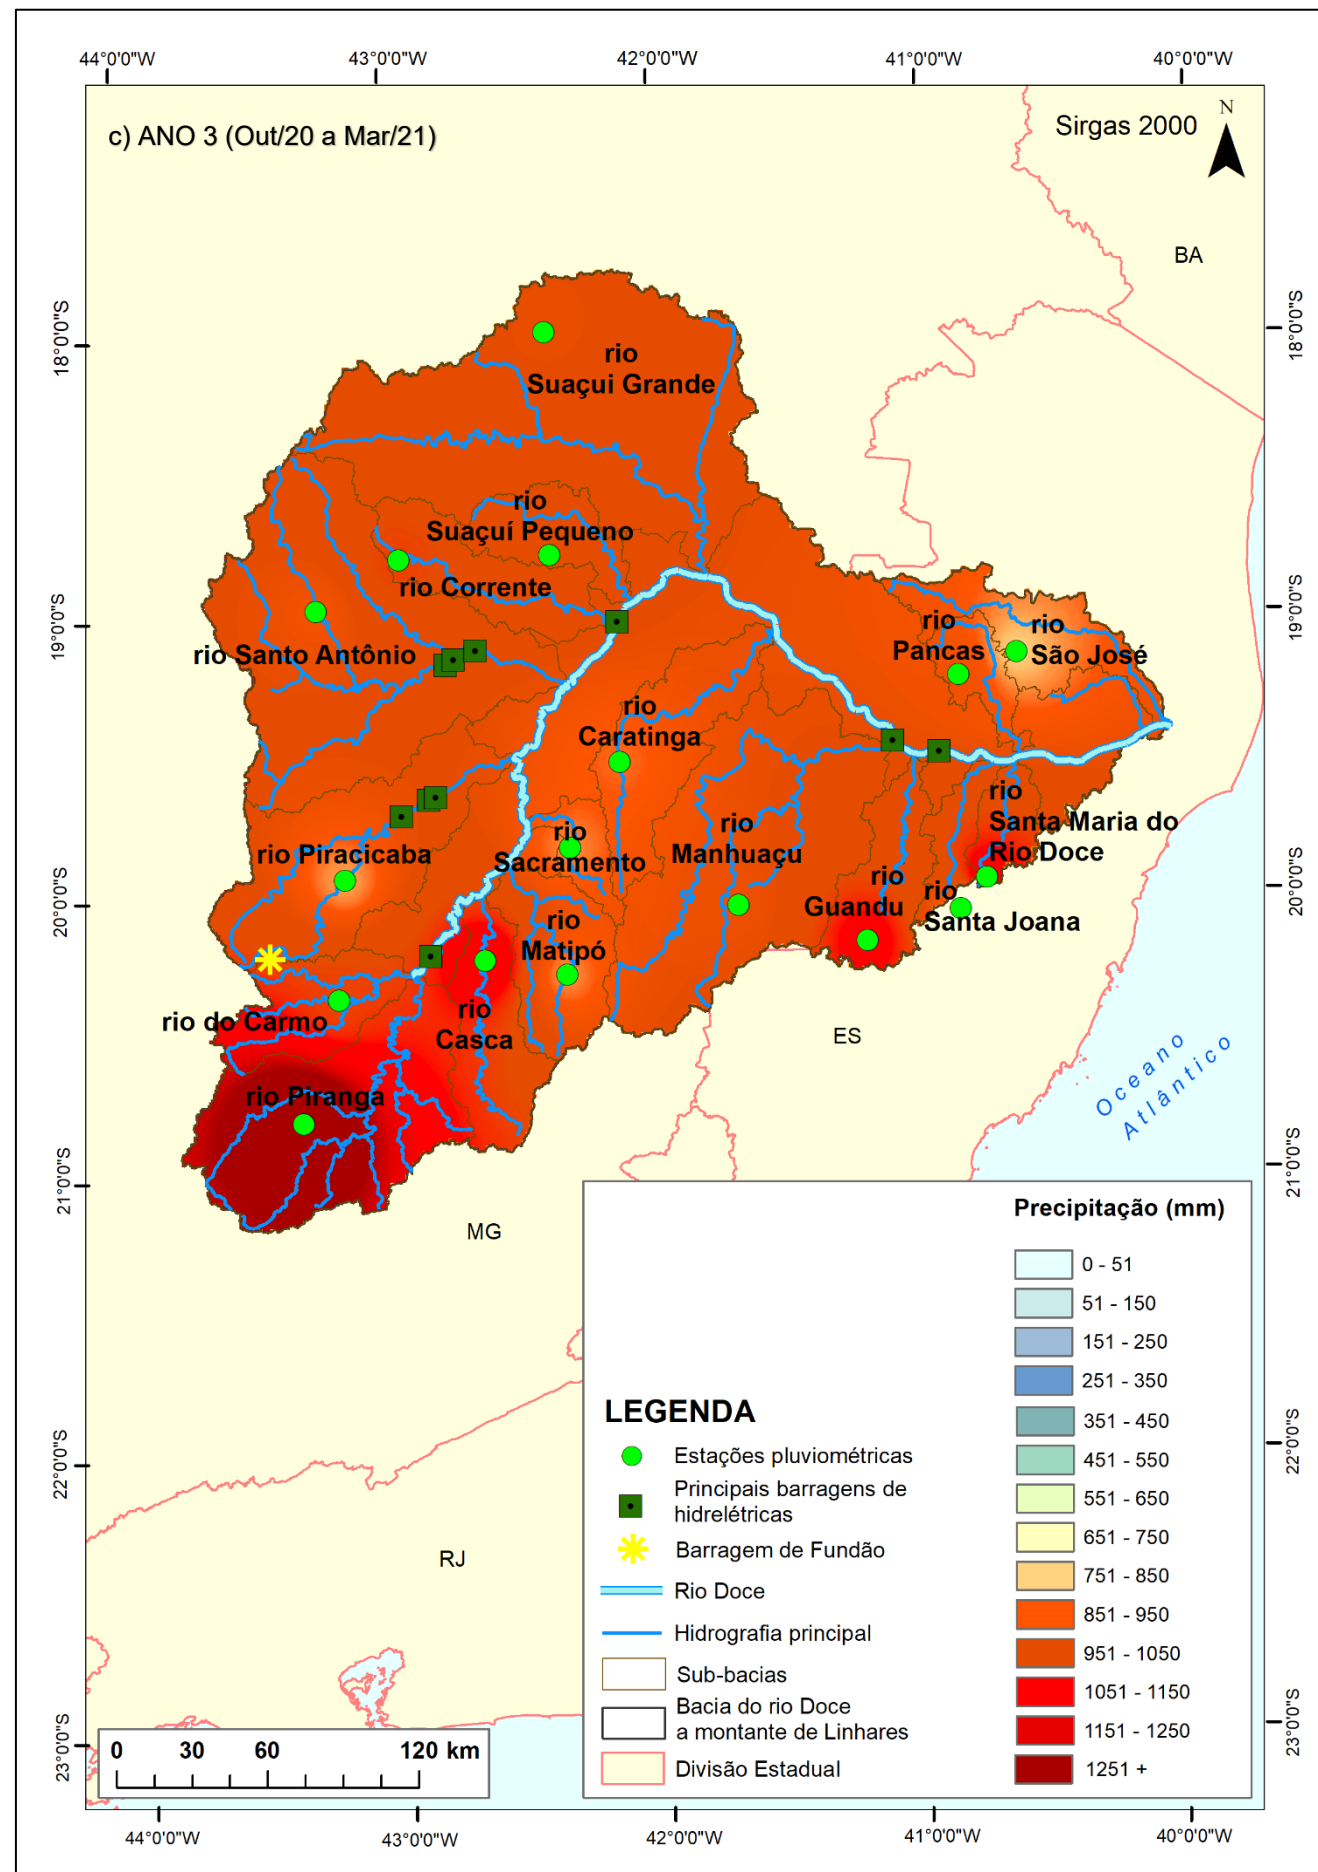 44°0'0"W
43°0'0"W
42°0'0"W
41°0'0"W
40°0'0"W
c) ANO 3 (Out/20 a Mar/21)
Sirgas 2000
N
BA
18°0'0"S
18°0'0"S
rio
Suaçui Grande
rio
Suaçuí Pequeno
rio Corrente
19°0'0"S
19°0'0"S
rio Santo Antônio
rio
Pancas
rio
São José
rio
Caratinga
rio
Sacramento
rio
Manhuaçu
rio
Santa Maria do
Rio Doce
rio Piracicaba
20°0'0"S
20°0'0"S
rio
Guandu
rio
Santa Joana
rio
Matipó
rio do Carmo
rio
Casca
ES
rio Piranga
Oceano
Atlântico
21°0'0"S
21°0'0"S
MG
22°0'0"S
22°0'0"S
RJ
23°0'0"S
23°0'0"S
0 30 60 120 km
LEGENDA
Estações pluviométricas
Principais barragens de
hidrelétricas
Barragem de Fundão
Rio Doce
Hidrografia principal
Sub-bacias
Bacia do rio Doce
a montante de Linhares
Divisão Estadual
Precipitação (mm)
0 - 51
51 - 150
151 - 250
251 - 350
351 - 450
451 - 550
551 - 650
651 - 750
751 - 850
851 - 950
951 - 1050
1051 - 1150
1151 - 1250
1251 +
44°0'0"W
43°0'0"W
42°0'0"W
41°0'0"W
40°0'0"W